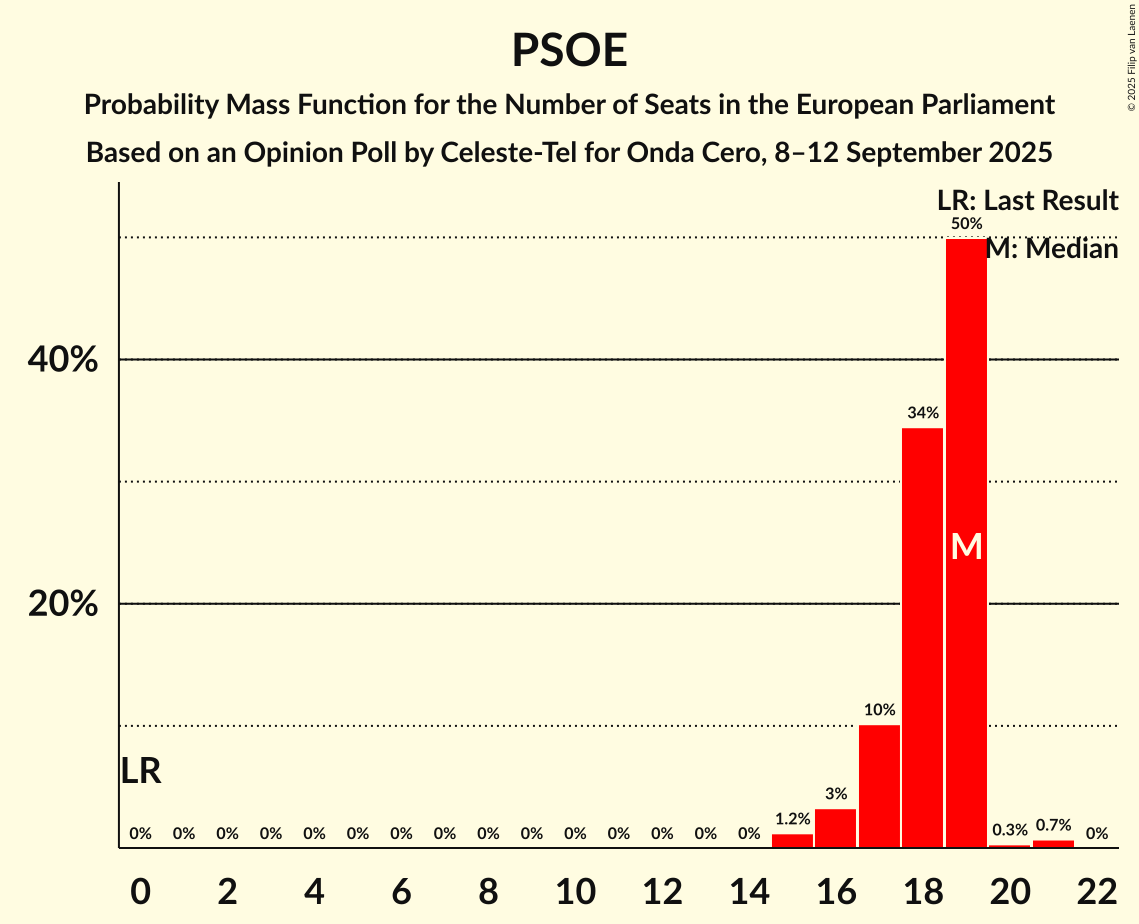 PSOE
Probability Mass Function for the Number of Seats in the European Parliament
Based on an Opinion Poll by Celeste-Tel for Onda Cero, 8–12 September 2025
© 2025 Filip van Laenen
LR: Last Result
M: Median
50%
40%
34%
M
20%
10%
LR
0% 0% 0% 0% 0% 0% 0% 0% 0% 0% 0% 0% 0% 0% 0% 1.2% 3% 0.3% 0.7% 0%
0 2 4 6 8 10 12 14 16 18 20 22